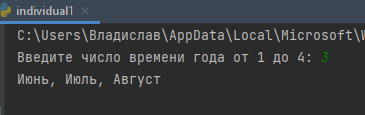 individual1
C:\Users\Владислав\AppData\Local\Microsoft\
Введите число времени года от 1 до 4: 3
Июнь, Июль, Август